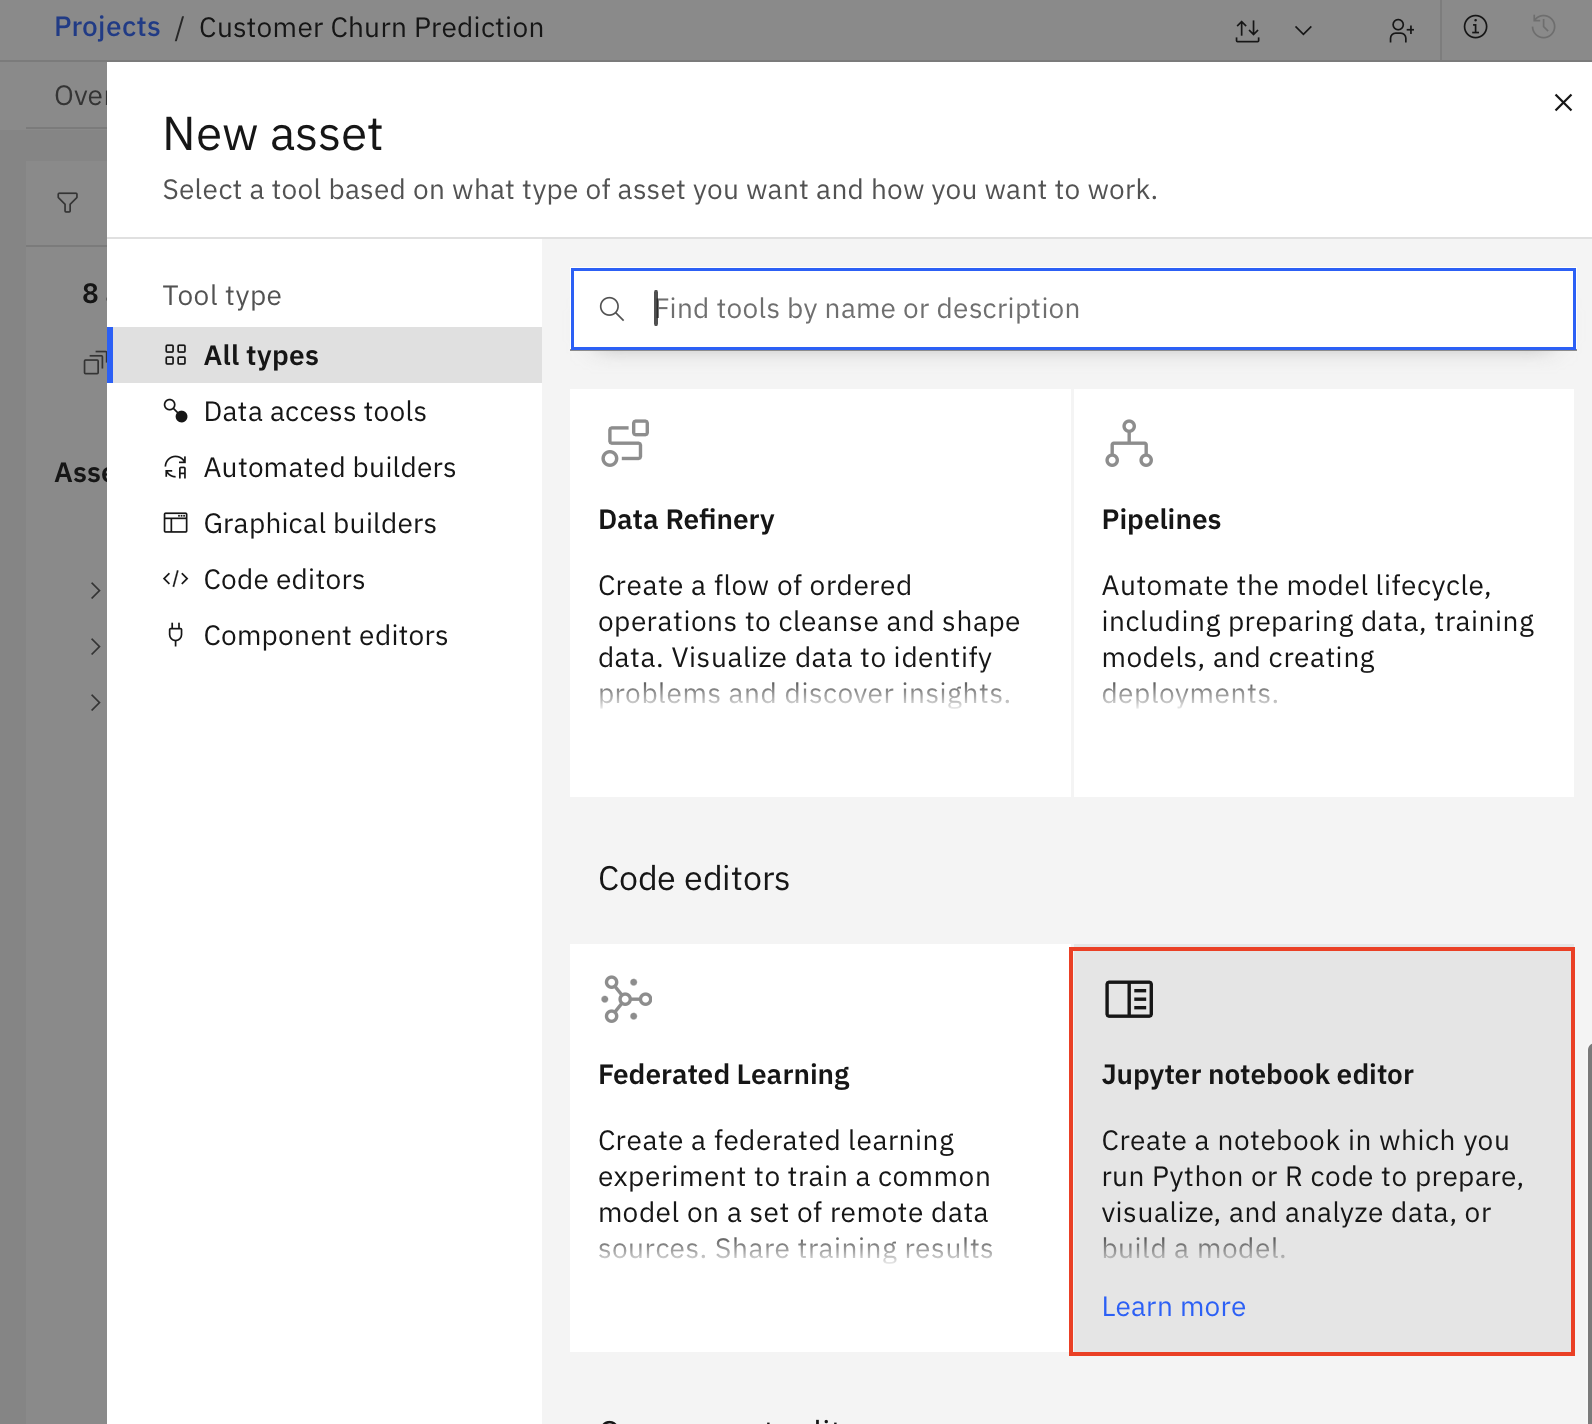 Projects / Customer Churn Prediction
New asset
Select a tool based on what type of asset you want and how you want to work.
8
Tool type
All types
Data access tools
Automated builders
Graphical builders
Code editors
Component editors
Find tools by name or description
Data Refinery
Create a flow of ordered
operations to cleanse and shape
data. Visualize data to identify
problems and discover insights.
Pipelines
Automate the model lifecycle,
including preparing data, training
models, and creating
deployments.
Code editors
Federated Learning
Create a federated learning
experiment to train a common
model on a set of remote data
sources. Share training results
Jupyter notebook editor
Create a notebook in which you
run Python or R code to prepare,
visualize, and analyze data, or
build a model.
Learn more